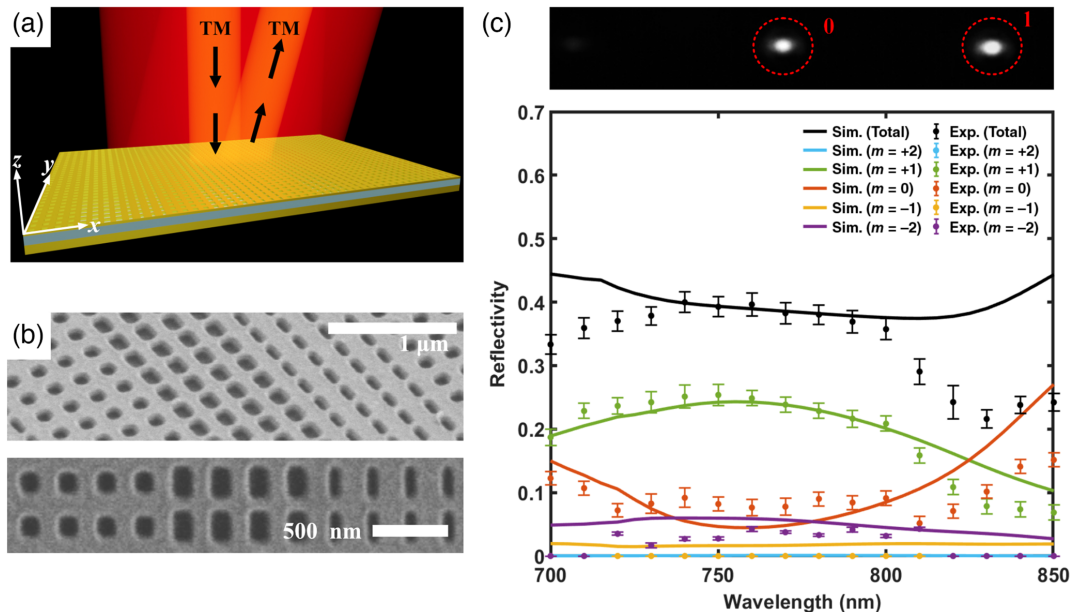 (a)
TM
TM
z
y
x
(b)
1 µm
500 nm
(c)
0
1
0.7
0.6
0.5
0.4
0.3
0.2
0.1
0
Reflectivity
Sim. (Total) Exp. (Total)
Sim. (m = +2) Exp. (m = +2)
Sim. (m = +1) Exp. (m = +1)
Sim. (m = 0) Exp. (m = 0)
Sim. (m = –1) Exp. (m = –1)
Sim. (m = –2) Exp. (m = –2)
700 750 800 850
Wavelength (nm)